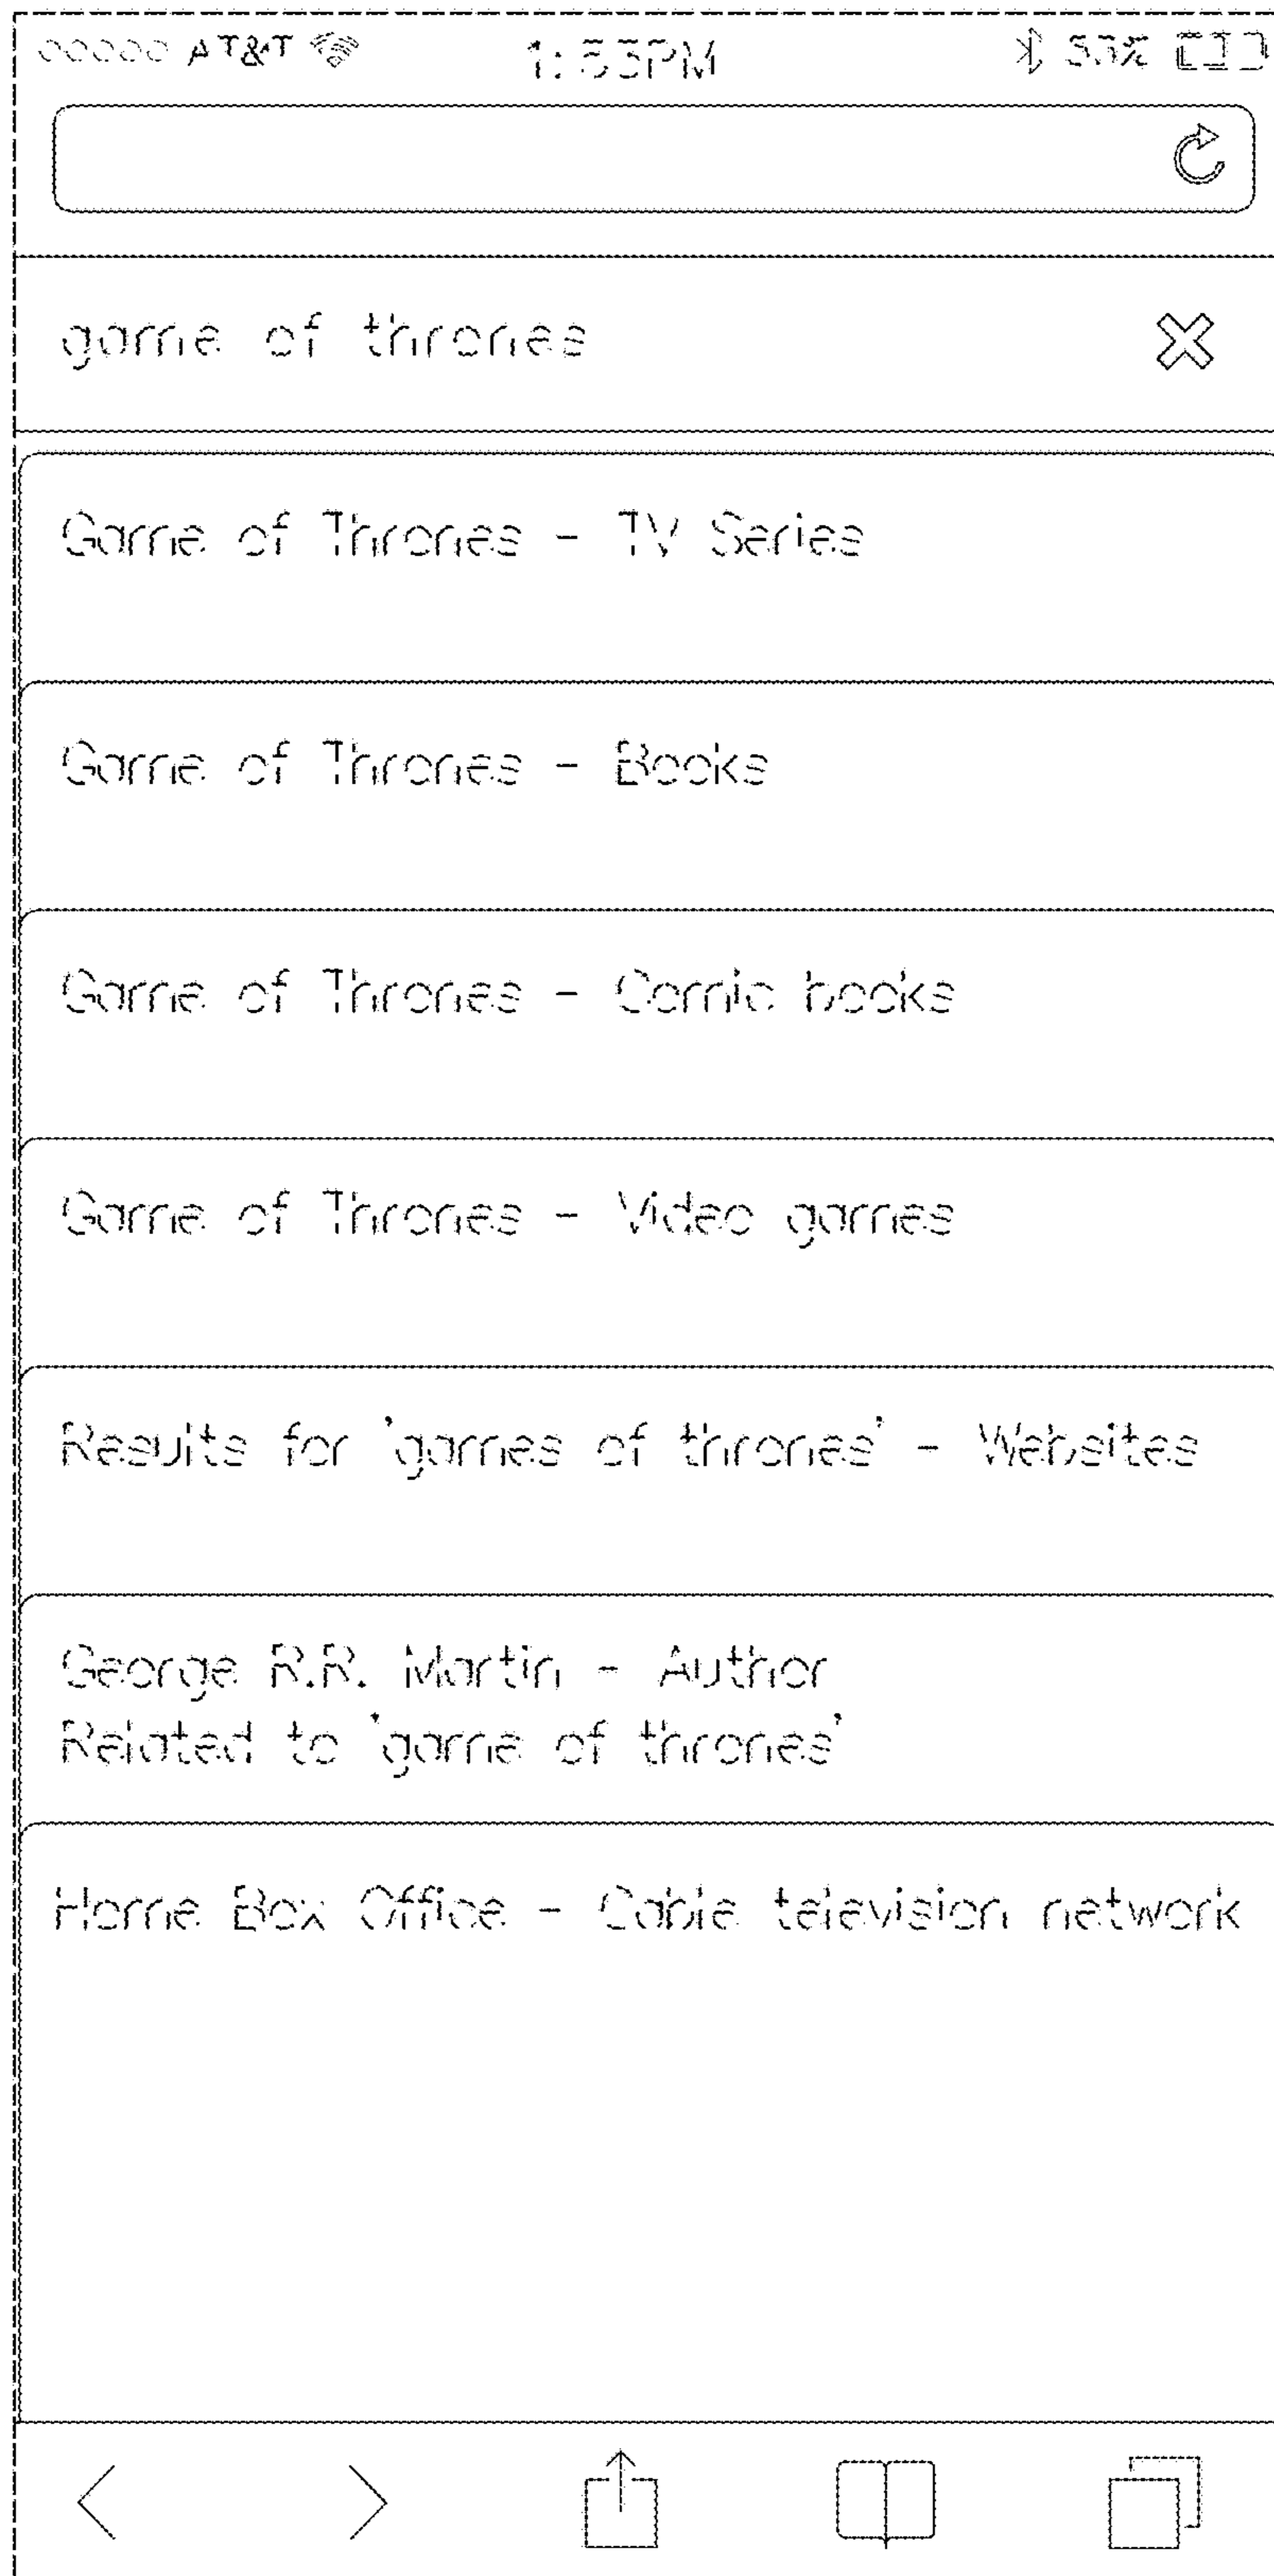 AT&T 1:53PM 53%
game of thrones
Game of Thrones - TV Series
Game of Thrones - Books
Game of Thrones - Comic books
Game of Thrones - Video games
Results for 'games of thrones' - Websites
George R.R. Martin - Author
Related to 'game of thrones'
Home Box Office - Cable television network